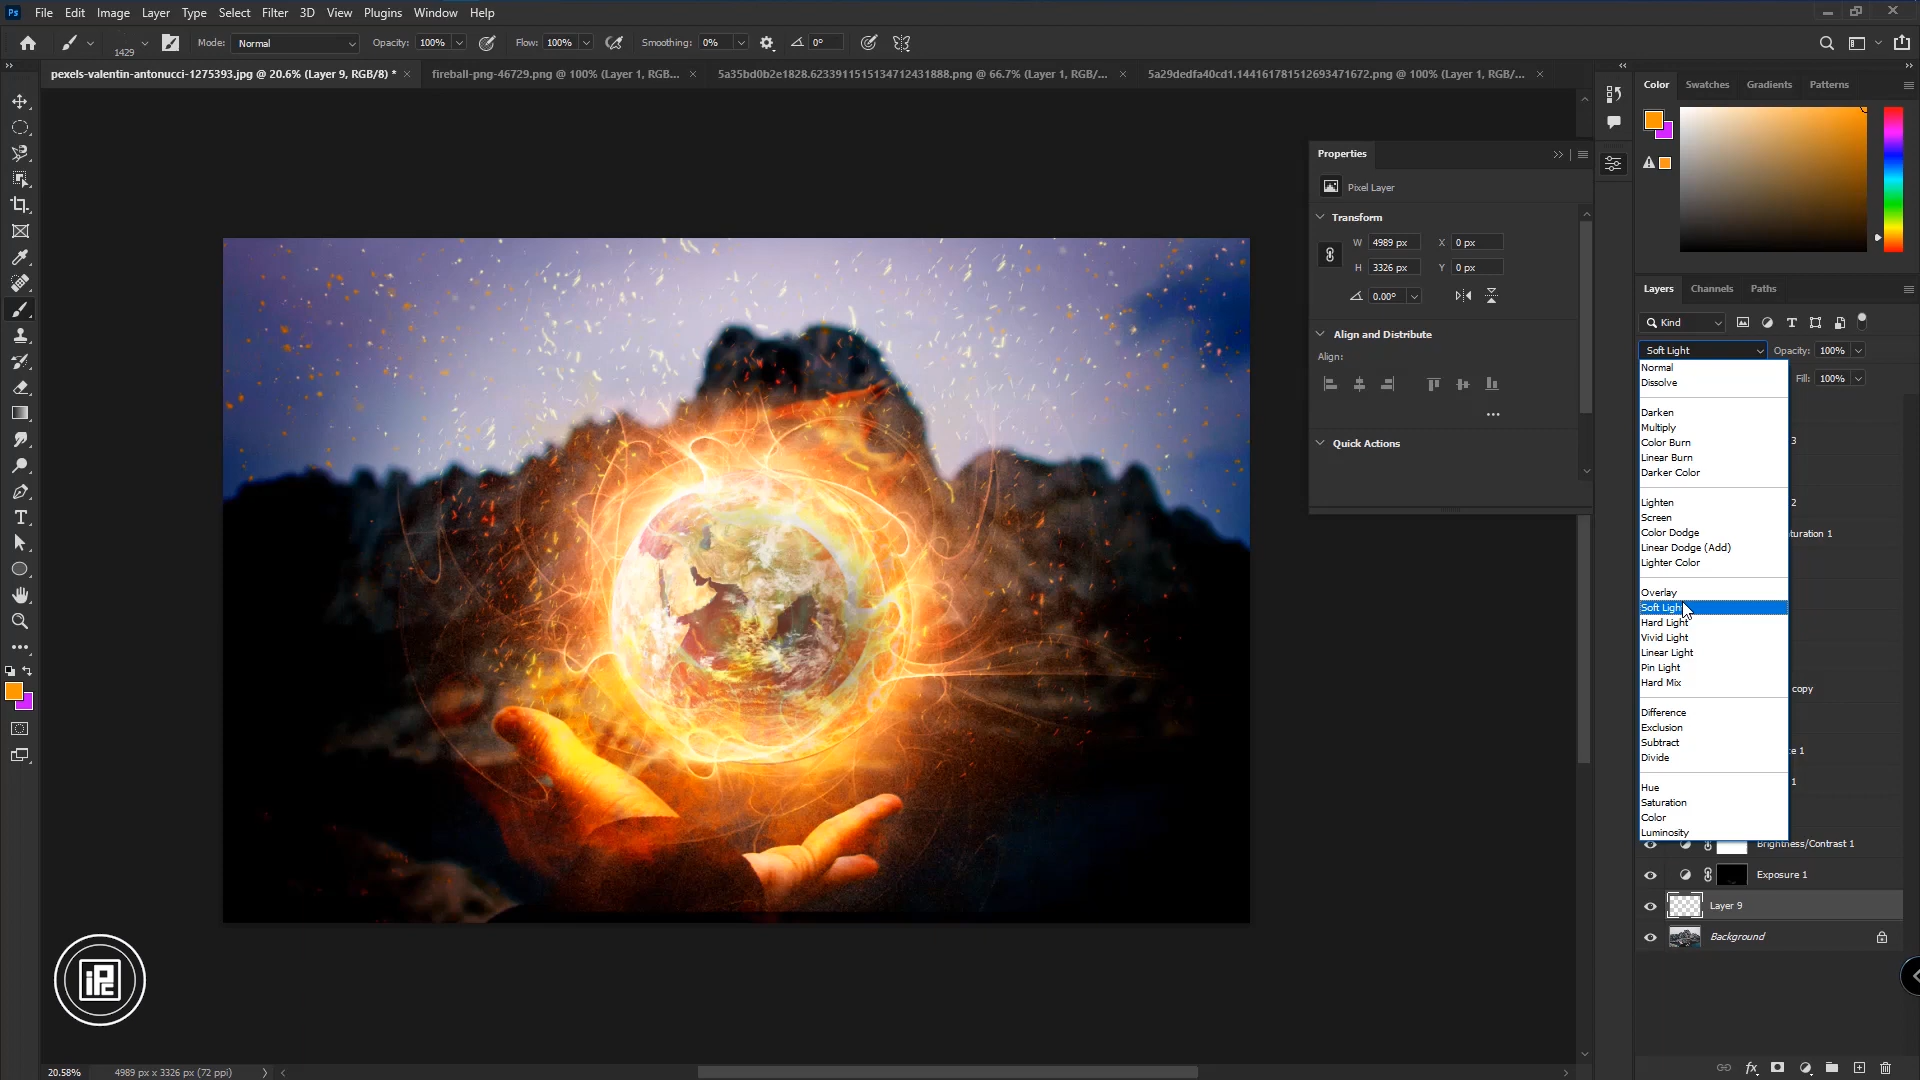 Ps File Edit Image Layer Type Select Filter 3D View Plugins Window Help
1429 Mode: Normal Opacity: 100% Flow: 100% Smoothing: 0% 0°
pexels-valentin-antonucci-1275393.jpg @ 20.6% (Layer 9, RGB/8) *
fireball-png-46729.png @ 100% (Layer 1, RGB...
5a35bd0b2e1828.6233911515134712431888.png @ 66.7% (Layer 1, RGB/...
5a29dedfa40cd1.144161781512693471672.png @ 100% (Layer 1, RGB/...
Color Swatches Gradients Patterns
Properties
Pixel Layer
Transform
W 4989 px X 0 px
H 3326 px Y 0 px
0.00°
Align and Distribute
Align:
Quick Actions
Layers Channels Paths
Kind
Soft Light Opacity: 100%
Fill: 100%
Normal
Dissolve
Darken
Multiply
Color Burn
Linear Burn
Darker Color
Lighten
Screen
Color Dodge
Linear Dodge (Add)
Lighter Color
Overlay
Soft Light
Hard Light
Vivid Light
Linear Light
Pin Light
Hard Mix
Difference
Exclusion
Subtract
Divide
Hue
Saturation
Color
Luminosity
3
2
turation 1
copy
e 1
1
Brightness/Contrast 1
Exposure 1
Layer 9
Background
fx
20.58% 4989 px x 3326 px (72 ppi)